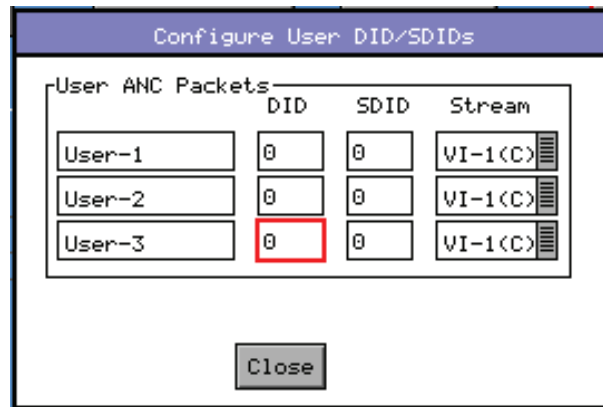 Configure User DID/SDIDs
User ANC Packets
DID SDID Stream
User-1 0 0 VI-1(C)
User-2 0 0 VI-1(C)
User-3 0 0 VI-1(C)
Close